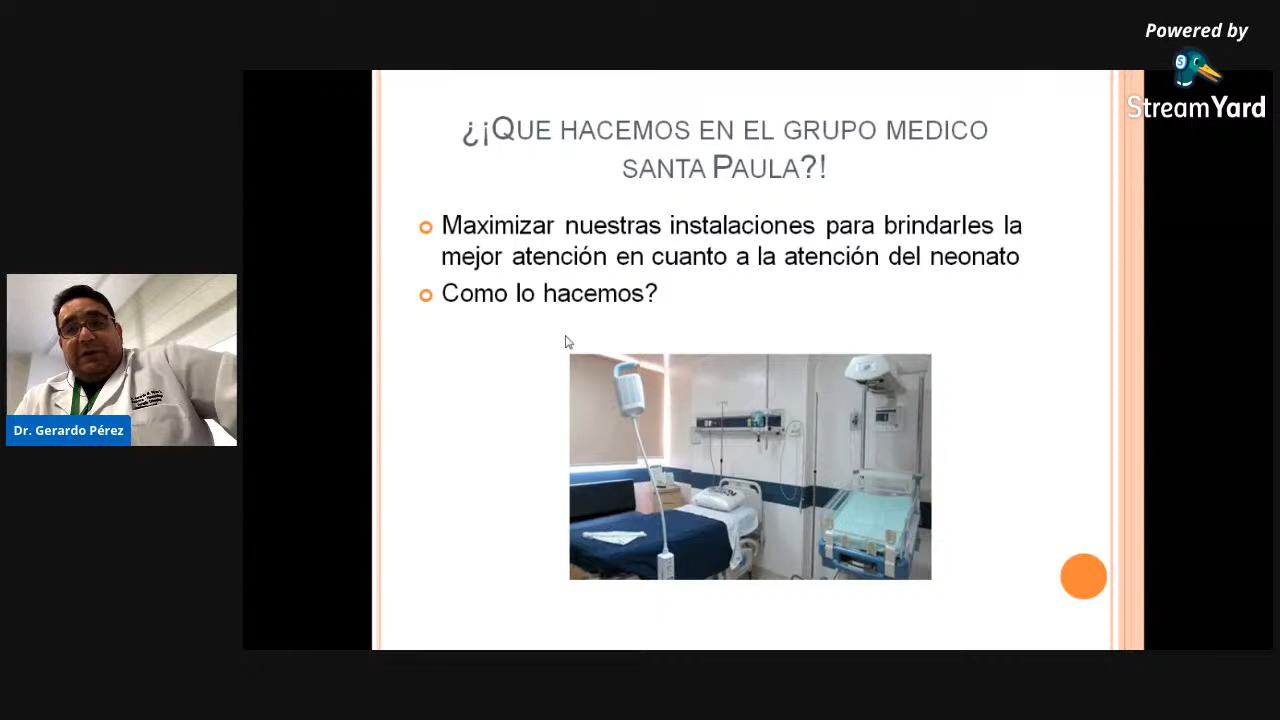 Powered by
StreamYard
¿¡QUE HACEMOS EN EL GRUPO MEDICO
SANTA PAULA?!
Maximizar nuestras instalaciones para brindarles la
mejor atención en cuanto a la atención del neonato
Como lo hacemos?
Dr. Gerardo Pérez